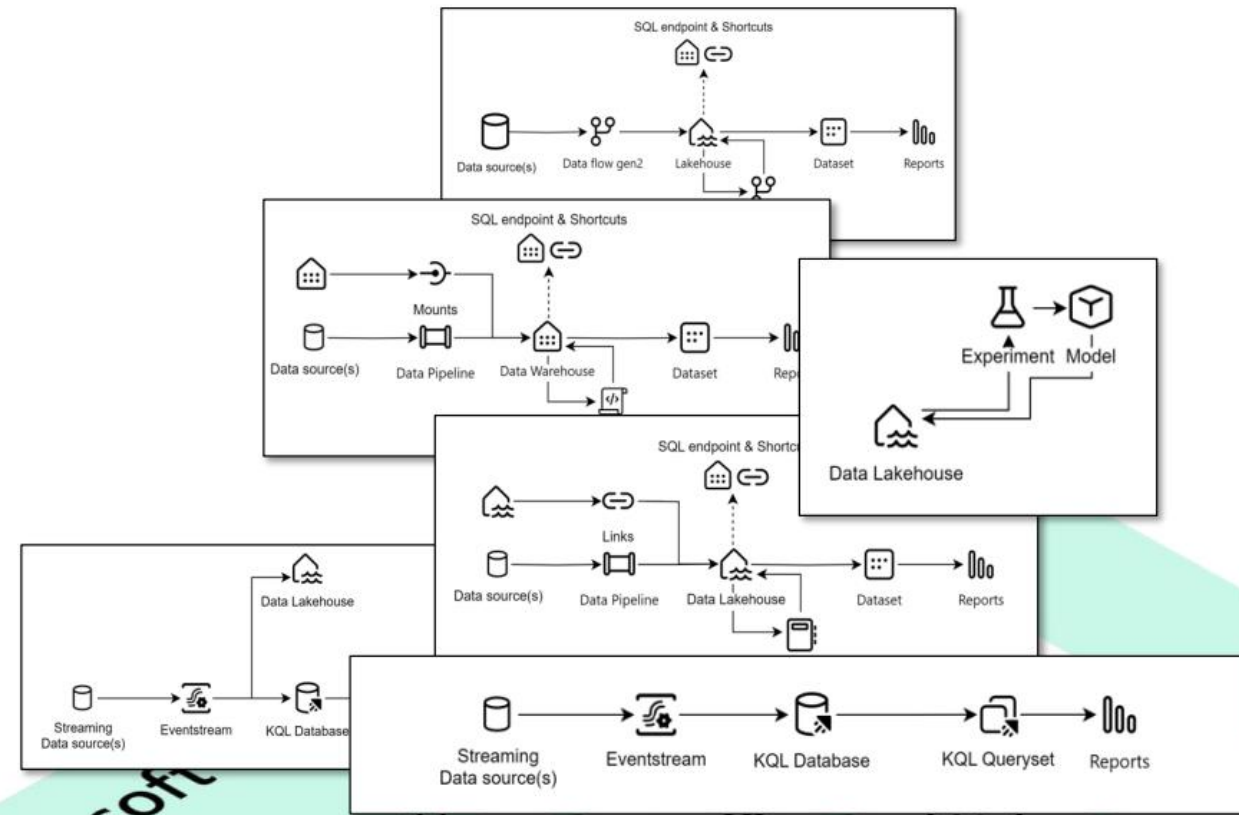 SQL endpoint & Shortcuts
Data source(s)
Data flow gen2
Lakehouse
Dataset
Reports
SQL endpoint & Shortcuts
Mounts
Data source(s)
Data Pipeline
Data Warehouse
Dataset
Experiment
Model
Data Lakehouse
SQL endpoint &
Links
Data source(s)
Data Pipeline
Data Lakehouse
Dataset
Reports
Data Lakehouse
Streaming
Data source(s)
Eventstream
KQL Database
Streaming
Data source(s)
Eventstream
KQL Database
KQL Queryset
Reports